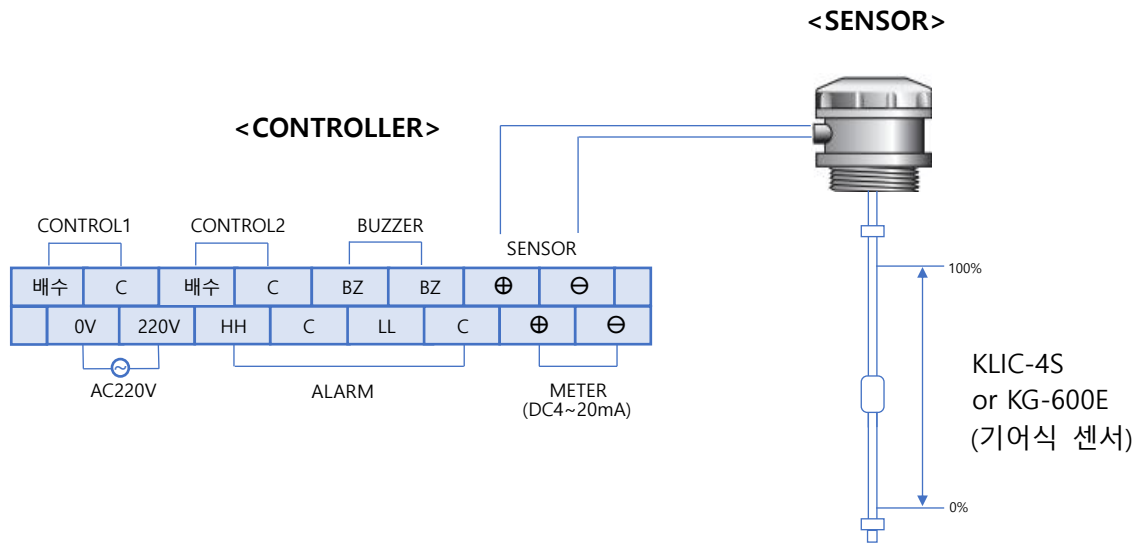 <SENSOR>
<CONTROLLER>
CONTROL1 CONTROL2 BUZZER SENSOR
배수 C 배수 C BZ BZ ⊕ ⊖
0V 220V HH C LL C ⊕ ⊖
AC220V ALARM METER
(DC4~20mA)
100%
KLIC-4S
or KG-600E
(기어식 센서)
0%